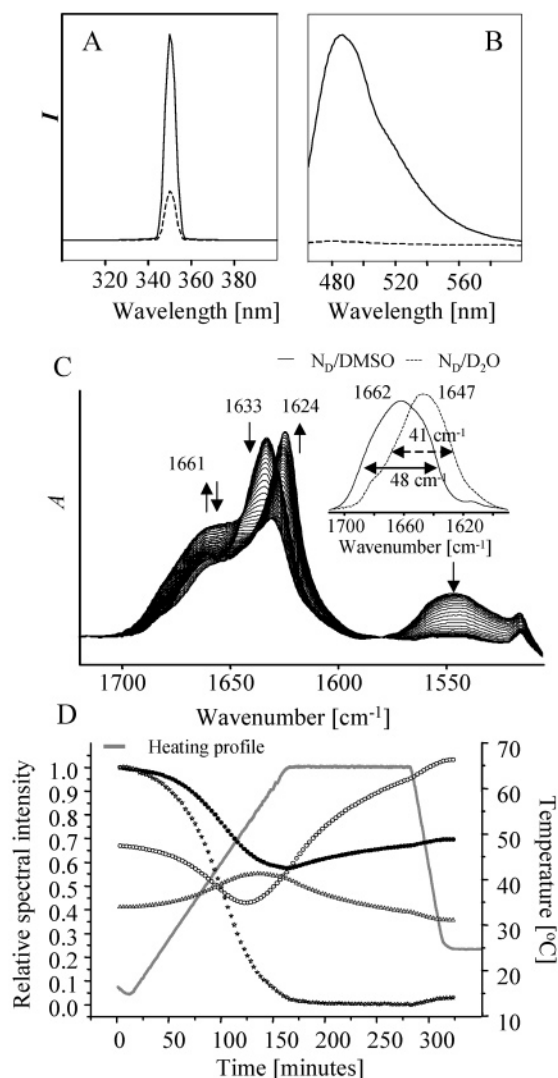 A
B
I
320 340 360 380
480 520 560
Wavelength [nm]
Wavelength [nm]
C
N_D/DMSO
N_D/D₂O
1633
1624
1662
1647
1661
41 cm⁻¹
48 cm⁻¹
A
1700 1660 1620
Wavenumber [cm⁻¹]
1700 1650 1600 1550
Wavenumber [cm⁻¹]
D
Heating profile
Relative spectral intensity
1.0
0.9
0.8
0.7
0.6
0.5
0.4
0.3
0.2
0.1
0.0
70
60
50
40
30
20
10
Temperature [°C]
0 50 100 150 200 250 300
Time [minutes]